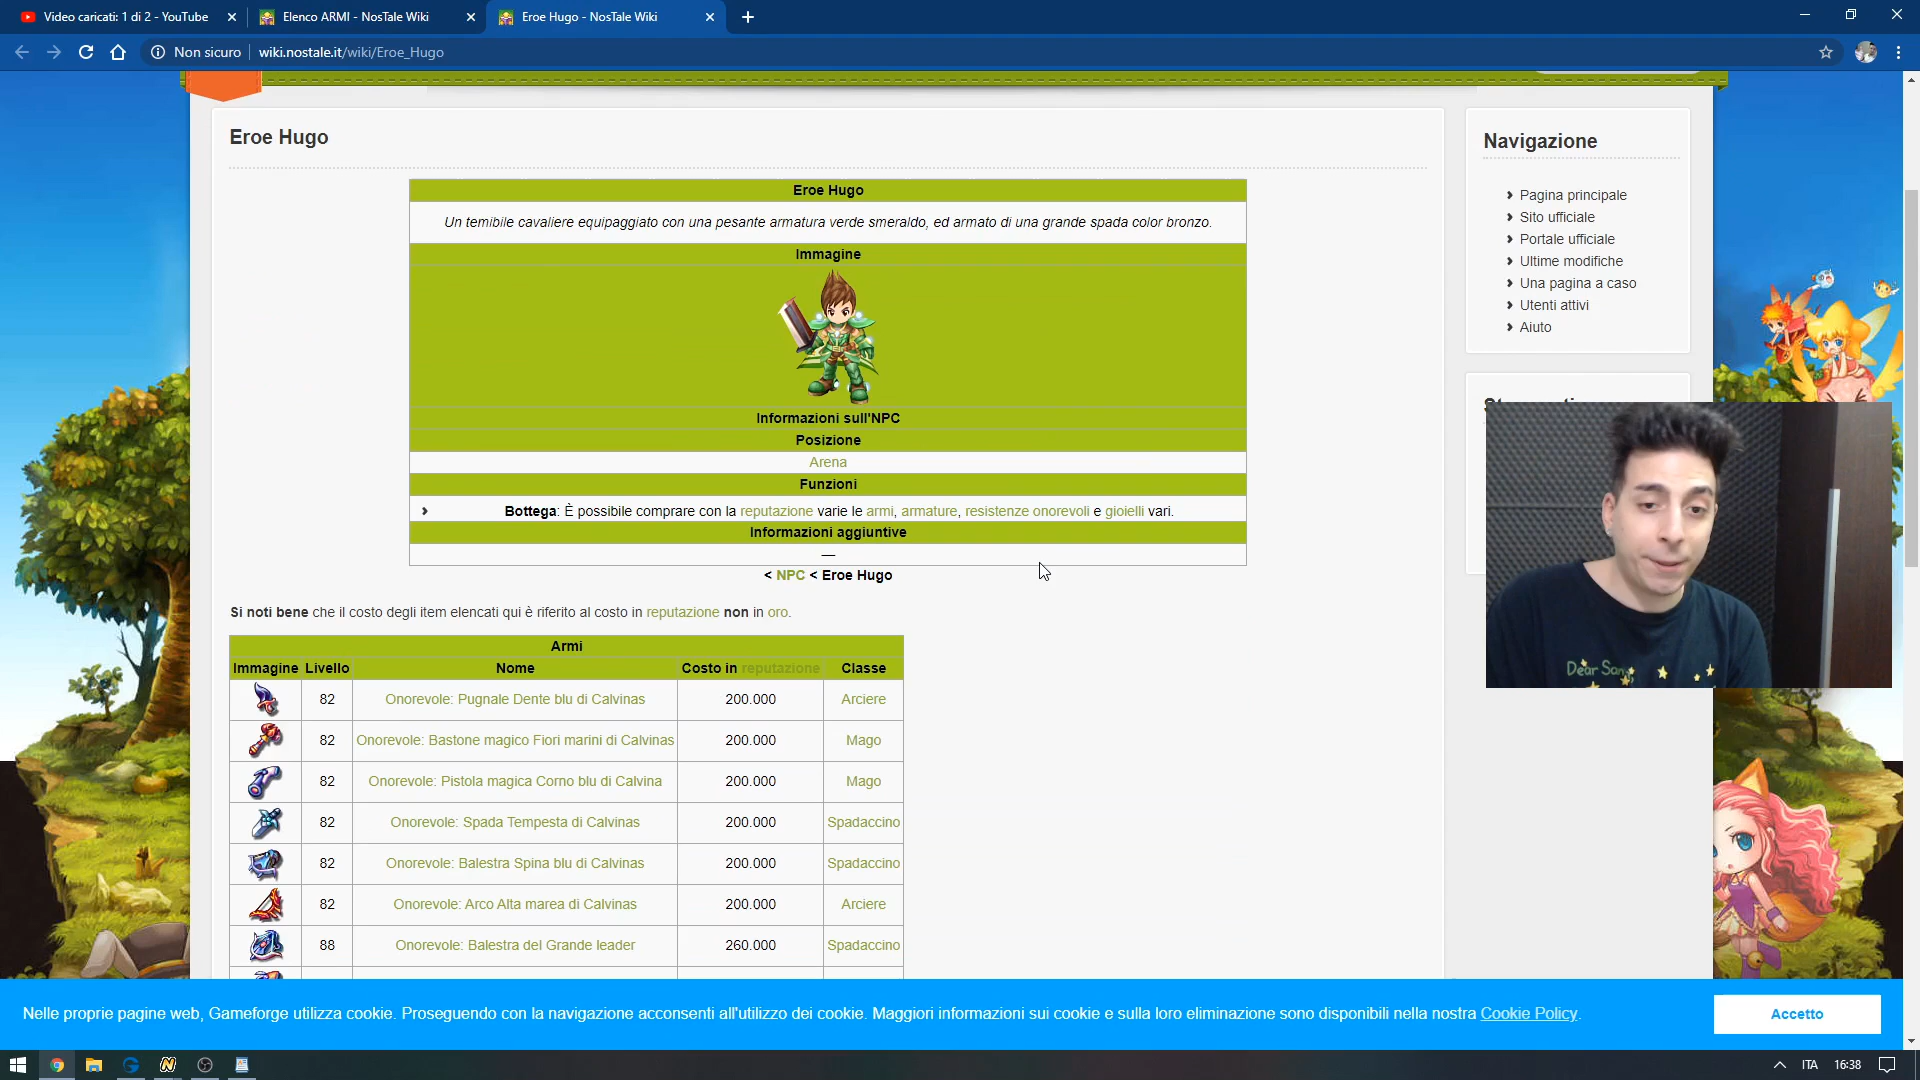 Video caricati: 1 di 2 - YouTube
Elenco ARMI - NosTale Wiki
Eroe Hugo - NosTale Wiki
Non sicuro
wiki.nostale.it/wiki/Eroe_Hugo
Eroe Hugo
Eroe Hugo
Un temibile cavaliere equipaggiato con una pesante armatura verde smeraldo, ed armato di una grande spada color bronzo.
Immagine
Informazioni sull'NPC
Posizione
Arena
Funzioni
Bottega: È possibile comprare con la reputazione varie le armi, armature, resistenze onorevoli e gioielli vari.
Informazioni aggiuntive
—
< NPC < Eroe Hugo
Si noti bene che il costo degli item elencati qui è riferito al costo in reputazione non in oro.
Armi
Immagine Livello Nome Costo in reputazione Classe
82 Onorevole: Pugnale Dente blu di Calvinas 200.000 Arciere
82 Onorevole: Bastone magico Fiori marini di Calvinas 200.000 Mago
82 Onorevole: Pistola magica Corno blu di Calvina 200.000 Mago
82 Onorevole: Spada Tempesta di Calvinas 200.000 Spadaccino
82 Onorevole: Balestra Spina blu di Calvinas 200.000 Spadaccino
82 Onorevole: Arco Alta marea di Calvinas 200.000 Arciere
88 Onorevole: Balestra del Grande leader 260.000 Spadaccino
Navigazione
Pagina principale
Sito ufficiale
Portale ufficiale
Ultime modifiche
Una pagina a caso
Utenti attivi
Aiuto
Dear
Nelle proprie pagine web, Gameforge utilizza cookie. Proseguendo con la navigazione acconsenti all'utilizzo dei cookie. Maggiori informazioni sui cookie e sulla loro eliminazione sono disponibili nella nostra Cookie Policy.
Accetto
ITA
16:38